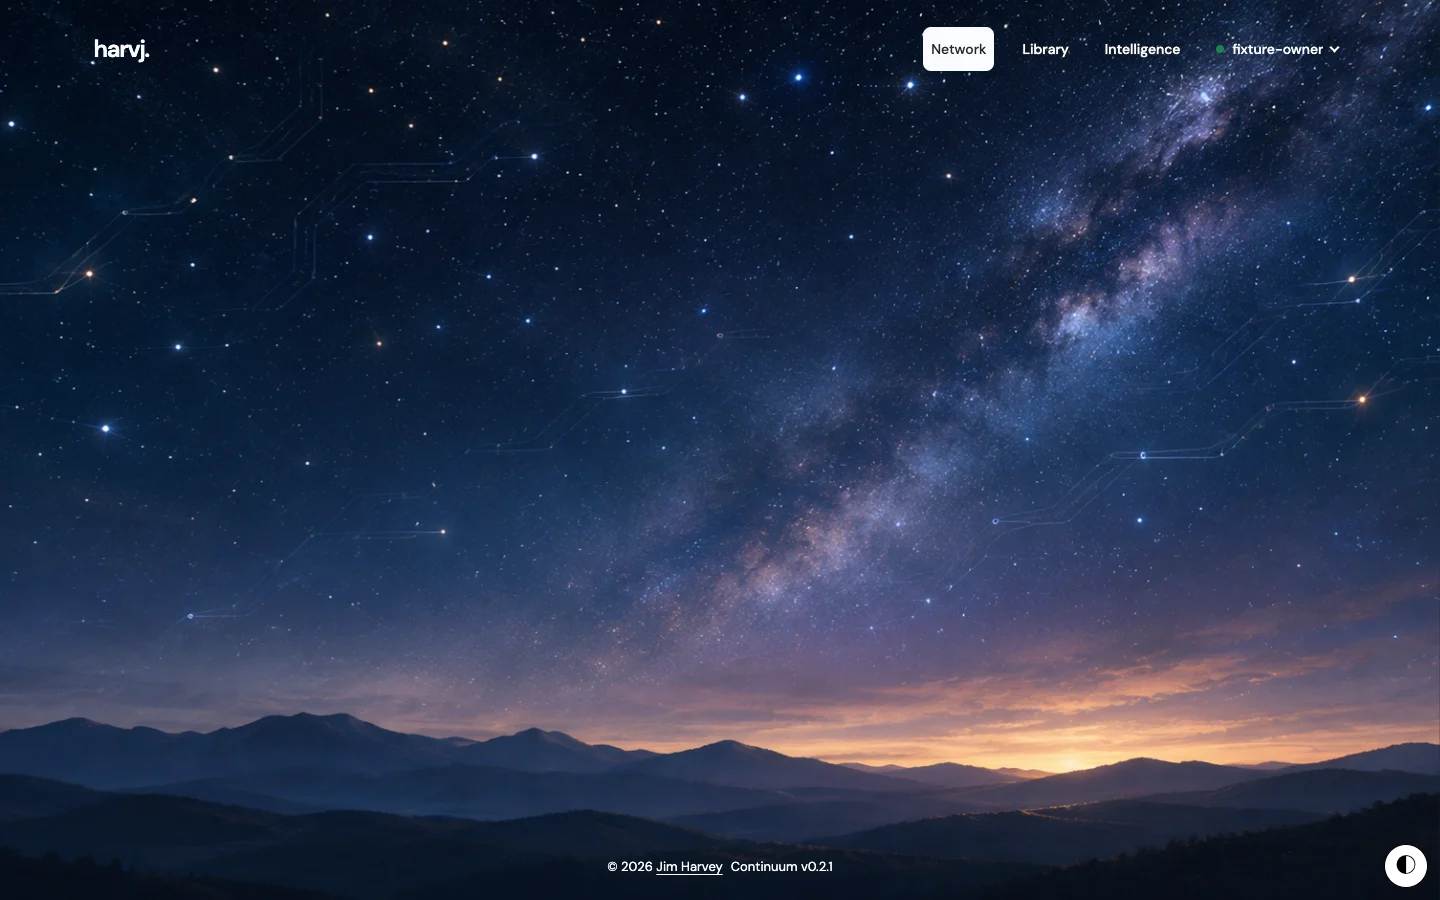 harvj.
Network
Library
Intelligence
fixture-owner
© 2026 Jim Harvey Continuum v0.2.1